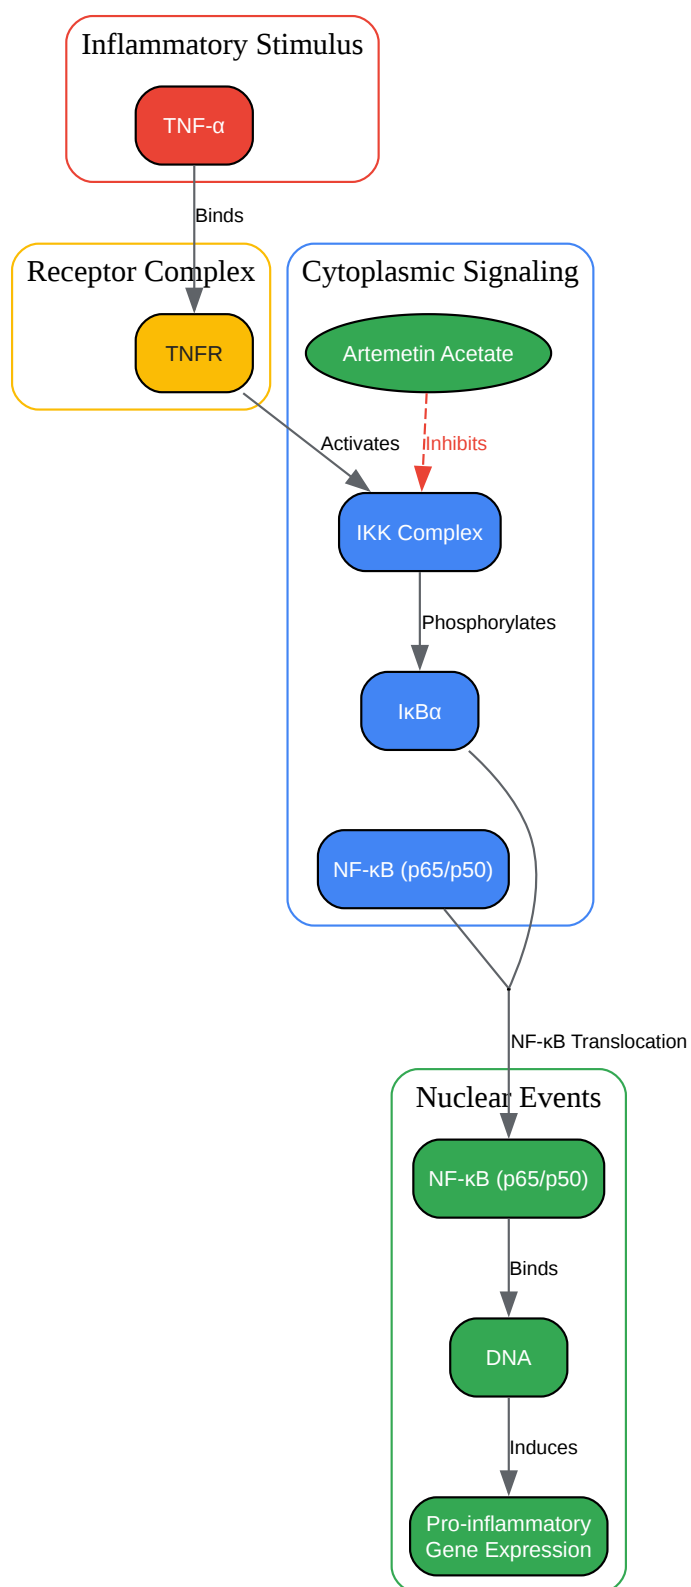 Inflammatory Stimulus
TNF-α
Binds
Receptor Complex
TNFR
Cytoplasmic Signaling
Artemetin Acetate
Activates
Inhibits
IKK Complex
Phosphorylates
IκBα
NF-κB (p65/p50)
NF-κB Translocation
Nuclear Events
NF-κB (p65/p50)
Binds
DNA
Induces
Pro-inflammatory
Gene Expression